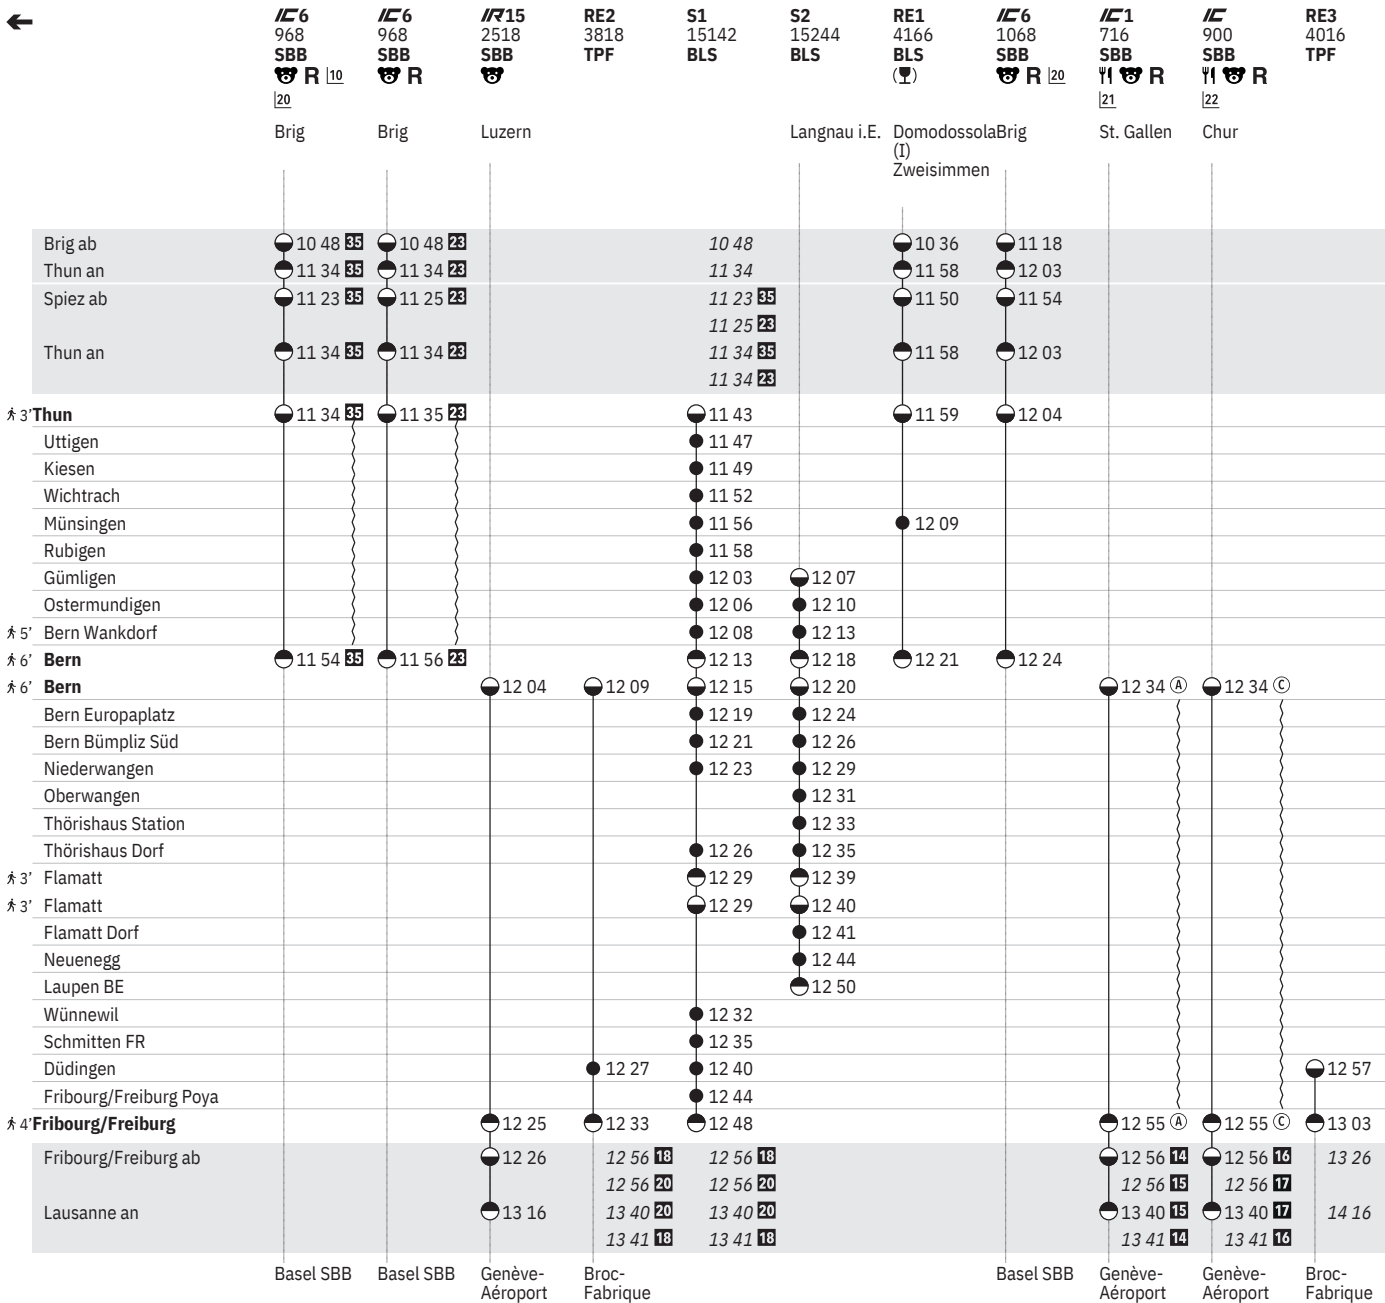 IC6 IC6 IR15 RE2 S1 S2 RE1 IC6 IC1 IC RE3
968 968 2518 3818 15142 15244 4166 1068 716 900 4016
SBB SBB SBB TPF BLS BLS BLS SBB SBB SBB TPF
R 10 R R 20 R R
20 21 22
Brig Brig Luzern Langnau i.E. Domodossola Brig St. Gallen Chur
(I)
Zweisimmen
Brig ab 10 48 35 10 48 23 10 48 10 36 11 18
Thun an 11 34 35 11 34 23 11 34 11 58 12 03
Spiez ab 11 23 35 11 25 23 11 23 35 11 50 11 54
11 25 23
Thun an 11 34 35 11 34 23 11 34 35 11 58 12 03
11 34 23
3' Thun 11 34 35 11 35 23 11 43 11 59 12 04
Uttigen 11 47
Kiesen 11 49
Wichtrach 11 52
Münsingen 11 56 12 09
Rubigen 11 58
Gümligen 12 03 12 07
Ostermundigen 12 06 12 10
5' Bern Wankdorf 12 08 12 13
6' Bern 11 54 35 11 56 23 12 13 12 18 12 21 12 24
6' Bern 12 04 12 09 12 15 12 20 12 34 Ⓐ 12 34 Ⓒ
Bern Europaplatz 12 19 12 24
Bern Bümpliz Süd 12 21 12 26
Niederwangen 12 23 12 29
Oberwangen 12 31
Thörishaus Station 12 33
Thörishaus Dorf 12 26 12 35
3' Flamatt 12 29 12 39
3' Flamatt 12 29 12 40
Flamatt Dorf 12 41
Neuenegg 12 44
Laupen BE 12 50
Wünnewil 12 32
Schmitten FR 12 35
Düdingen 12 27 12 40 12 57
Fribourg/Freiburg Poya 12 44
4' Fribourg/Freiburg 12 25 12 33 12 48 12 55 Ⓐ 12 55 Ⓒ 13 03
Fribourg/Freiburg ab 12 26 12 56 18 12 56 18 12 56 14 12 56 16 13 26
12 56 20 12 56 20 12 56 15 12 56 17
Lausanne an 13 16 13 40 20 13 40 20 13 40 15 13 40 17 14 16
13 41 18 13 41 18 13 41 14 13 41 16
Basel SBB Basel SBB Genève- Broc- Basel SBB Genève- Genève- Broc-
Aéroport Fabrique Aéroport Aéroport Fabrique